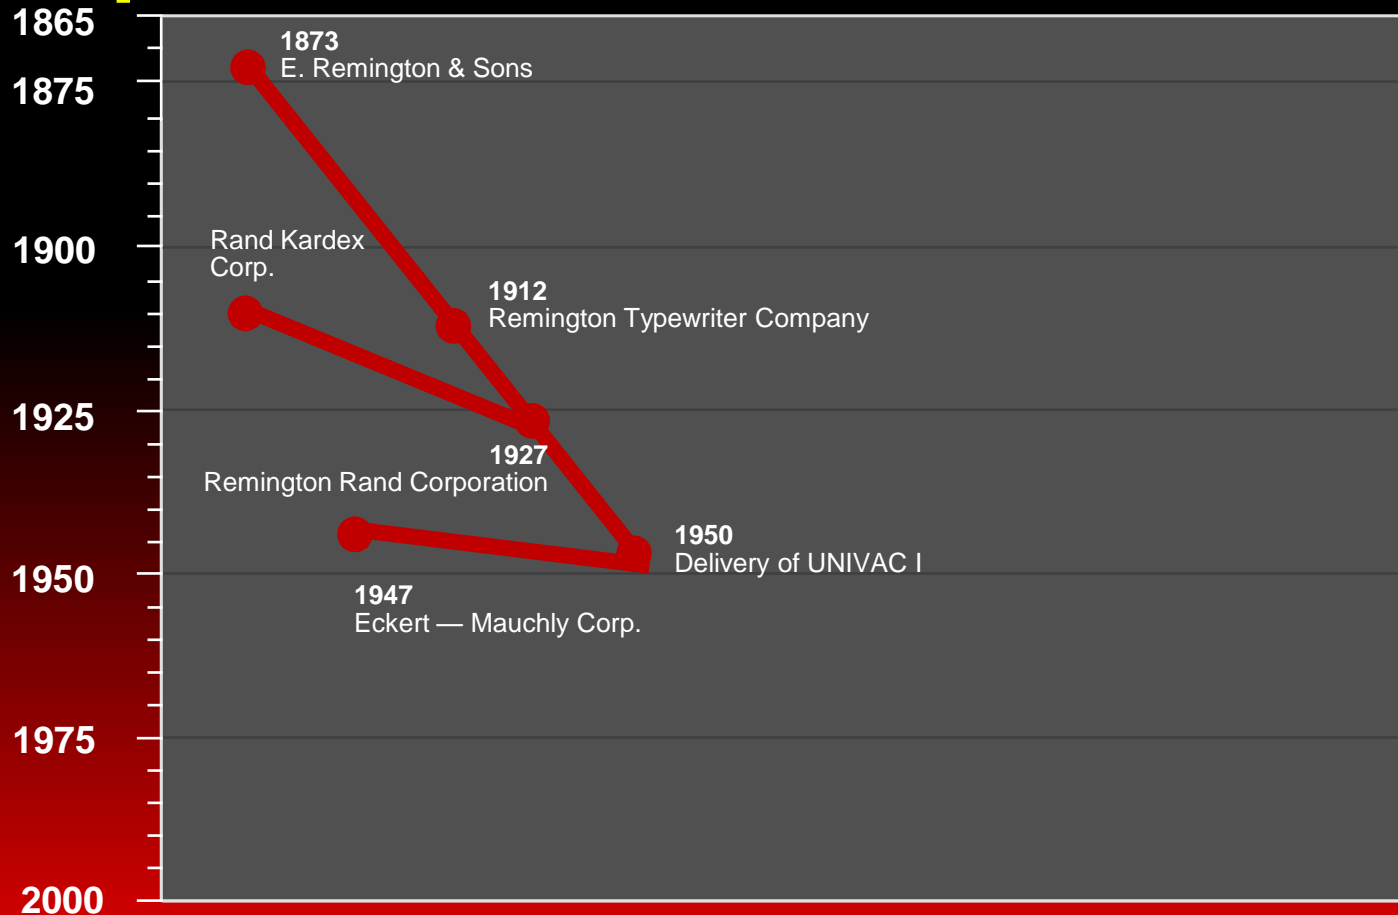 1865
1873
E. Remington & Sons
1875
Rand Kardex
Corp.
1900
1912
Remington Typewriter Company
1925
1927
Remington Rand Corporation
1950
Delivery of UNIVAC I
1950
1947
Eckert — Mauchly Corp.
1975
2000